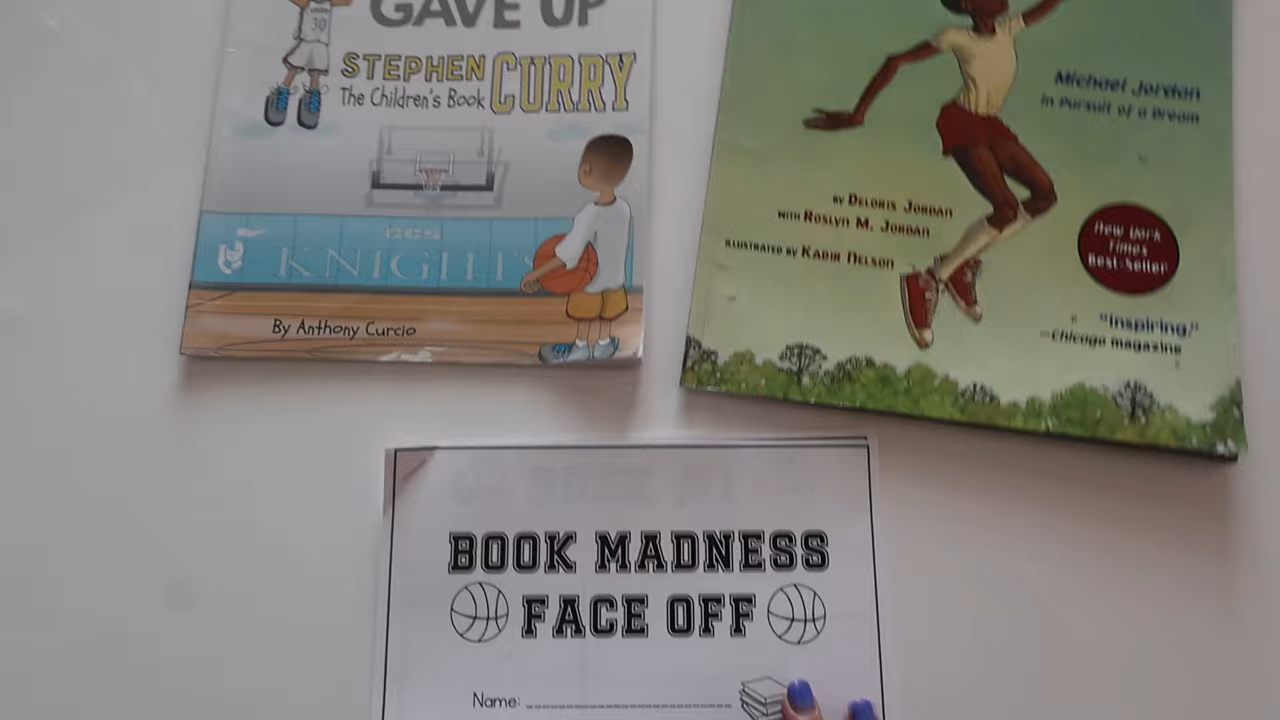 GAVE UP
30
STEPHEN CURRY
The Children's Book
CCS
KNIGHTS
By Anthony Curcio
Michael Jordan
in Pursuit of a Dream
BY DELORIS JORDAN
WITH ROSLYN M. JORDAN
ILLUSTRATED BY KADIR NELSON
New York
Times
Best-Seller
"Inspiring."
—Chicago magazine
BOOK MADNESS
FACE OFF
Name: